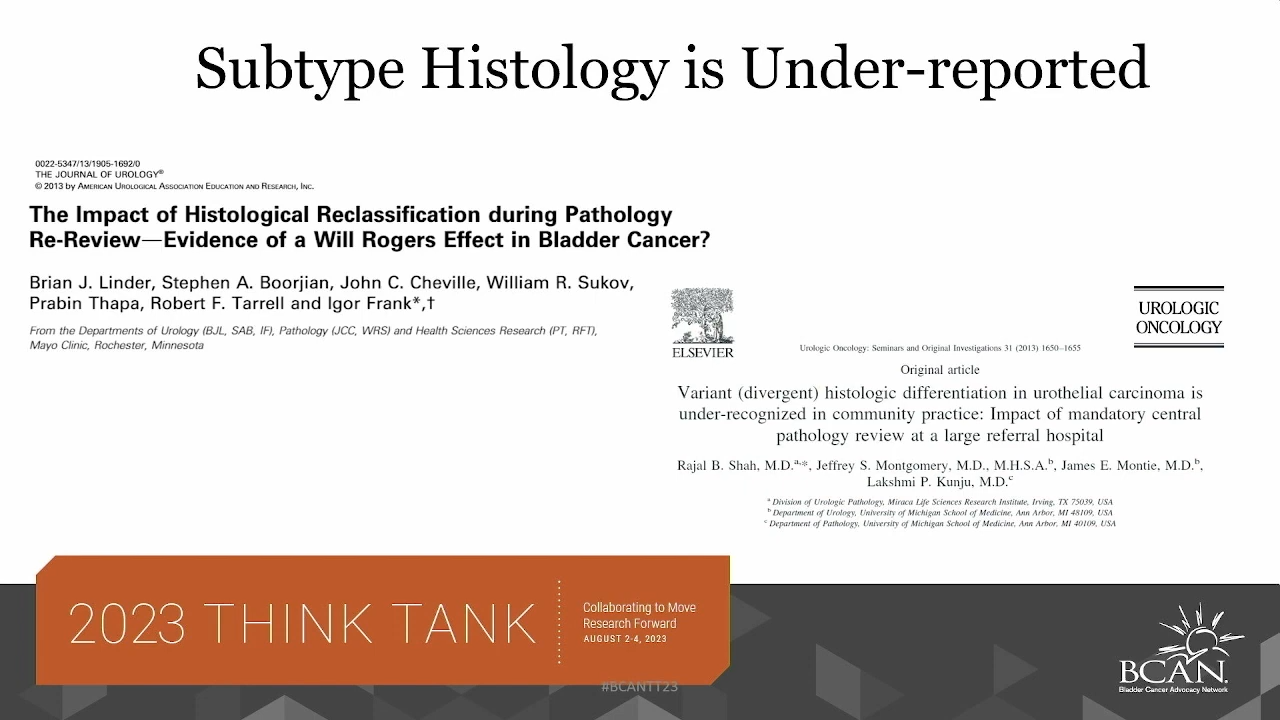 Subtype Histology is Under-reported
0022-5347/13/1905-1692/0
THE JOURNAL OF UROLOGY®
© 2013 by AMERICAN UROLOGICAL ASSOCIATION EDUCATION AND RESEARCH, INC.
The Impact of Histological Reclassification during Pathology
Re-Review—Evidence of a Will Rogers Effect in Bladder Cancer?
Brian J. Linder, Stephen A. Boorjian, John C. Cheville, William R. Sukov,
Prabin Thapa, Robert F. Tarrell and Igor Frank*,†
From the Departments of Urology (BJL, SAB, IF), Pathology (JCC, WRS) and Health Sciences Research (PT, RFT),
Mayo Clinic, Rochester, Minnesota
ELSEVIER
UROLOGIC
ONCOLOGY
Urologic Oncology: Seminars and Original Investigations 31 (2013) 1650–1655
Original article
Variant (divergent) histologic differentiation in urothelial carcinoma is
under-recognized in community practice: Impact of mandatory central
pathology review at a large referral hospital
Rajal B. Shah, M.D.a,*, Jeffrey S. Montgomery, M.D., M.H.S.A.b, James E. Montie, M.D.b,
Lakshmi P. Kunju, M.D.c
a Division of Urologic Pathology, Miraca Life Sciences Research Institute, Irving, TX 75039, USA
b Department of Urology, University of Michigan School of Medicine, Ann Arbor, MI 48109, USA
c Department of Pathology, University of Michigan School of Medicine, Ann Arbor, MI 40109, USA
2023 THINK TANK
Collaborating to Move
Research Forward
AUGUST 2-4, 2023
#BCANTT23
BCAN.
Bladder Cancer Advocacy Network